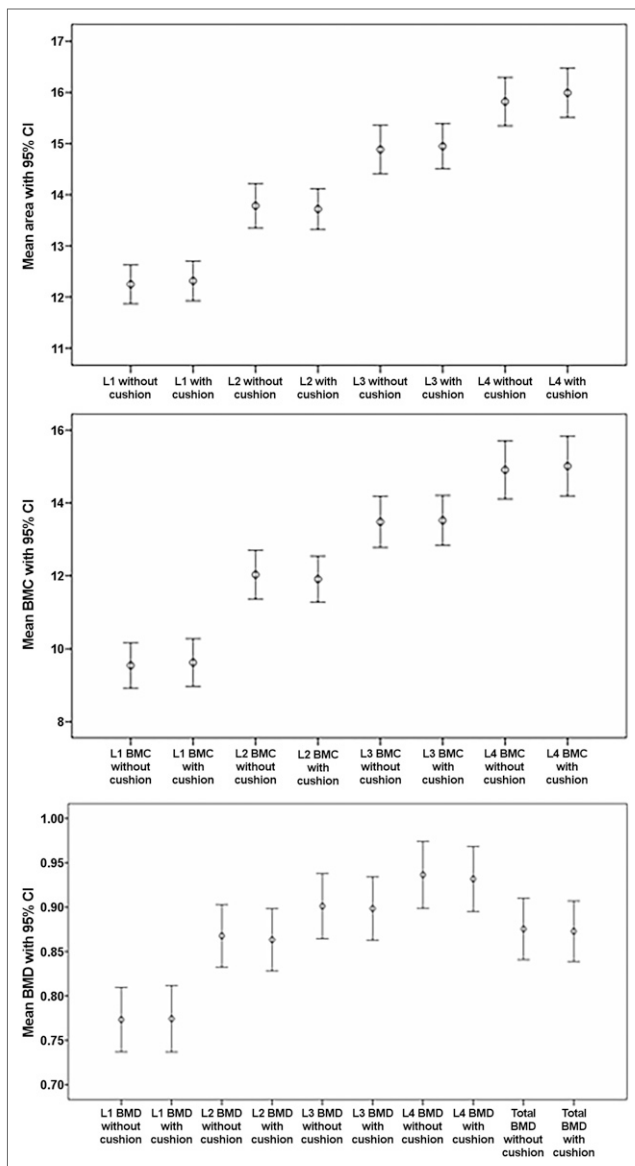 Mean area with 95% CI
17
16
15
14
13
12
11
L1 without cushion
L1 with cushion
L2 without cushion
L2 with cushion
L3 without cushion
L3 with cushion
L4 without cushion
L4 with cushion
Mean BMC with 95% CI
16
14
12
10
8
L1 BMC without cushion
L1 BMC with cushion
L2 BMC without cushion
L2 BMC with cushion
L3 BMC without cushion
L3 BMC with cushion
L4 BMC without cushion
L4 BMC with cushion
Mean BMD with 95% CI
1.00
0.95
0.90
0.85
0.80
0.75
0.70
L1 BMD without cushion
L1 BMD with cushion
L2 BMD without cushion
L2 BMD with cushion
L3 BMD without cushion
L3 BMD with cushion
L4 BMD without cushion
L4 BMD with cushion
Total BMD without cushion
Total BMD with cushion